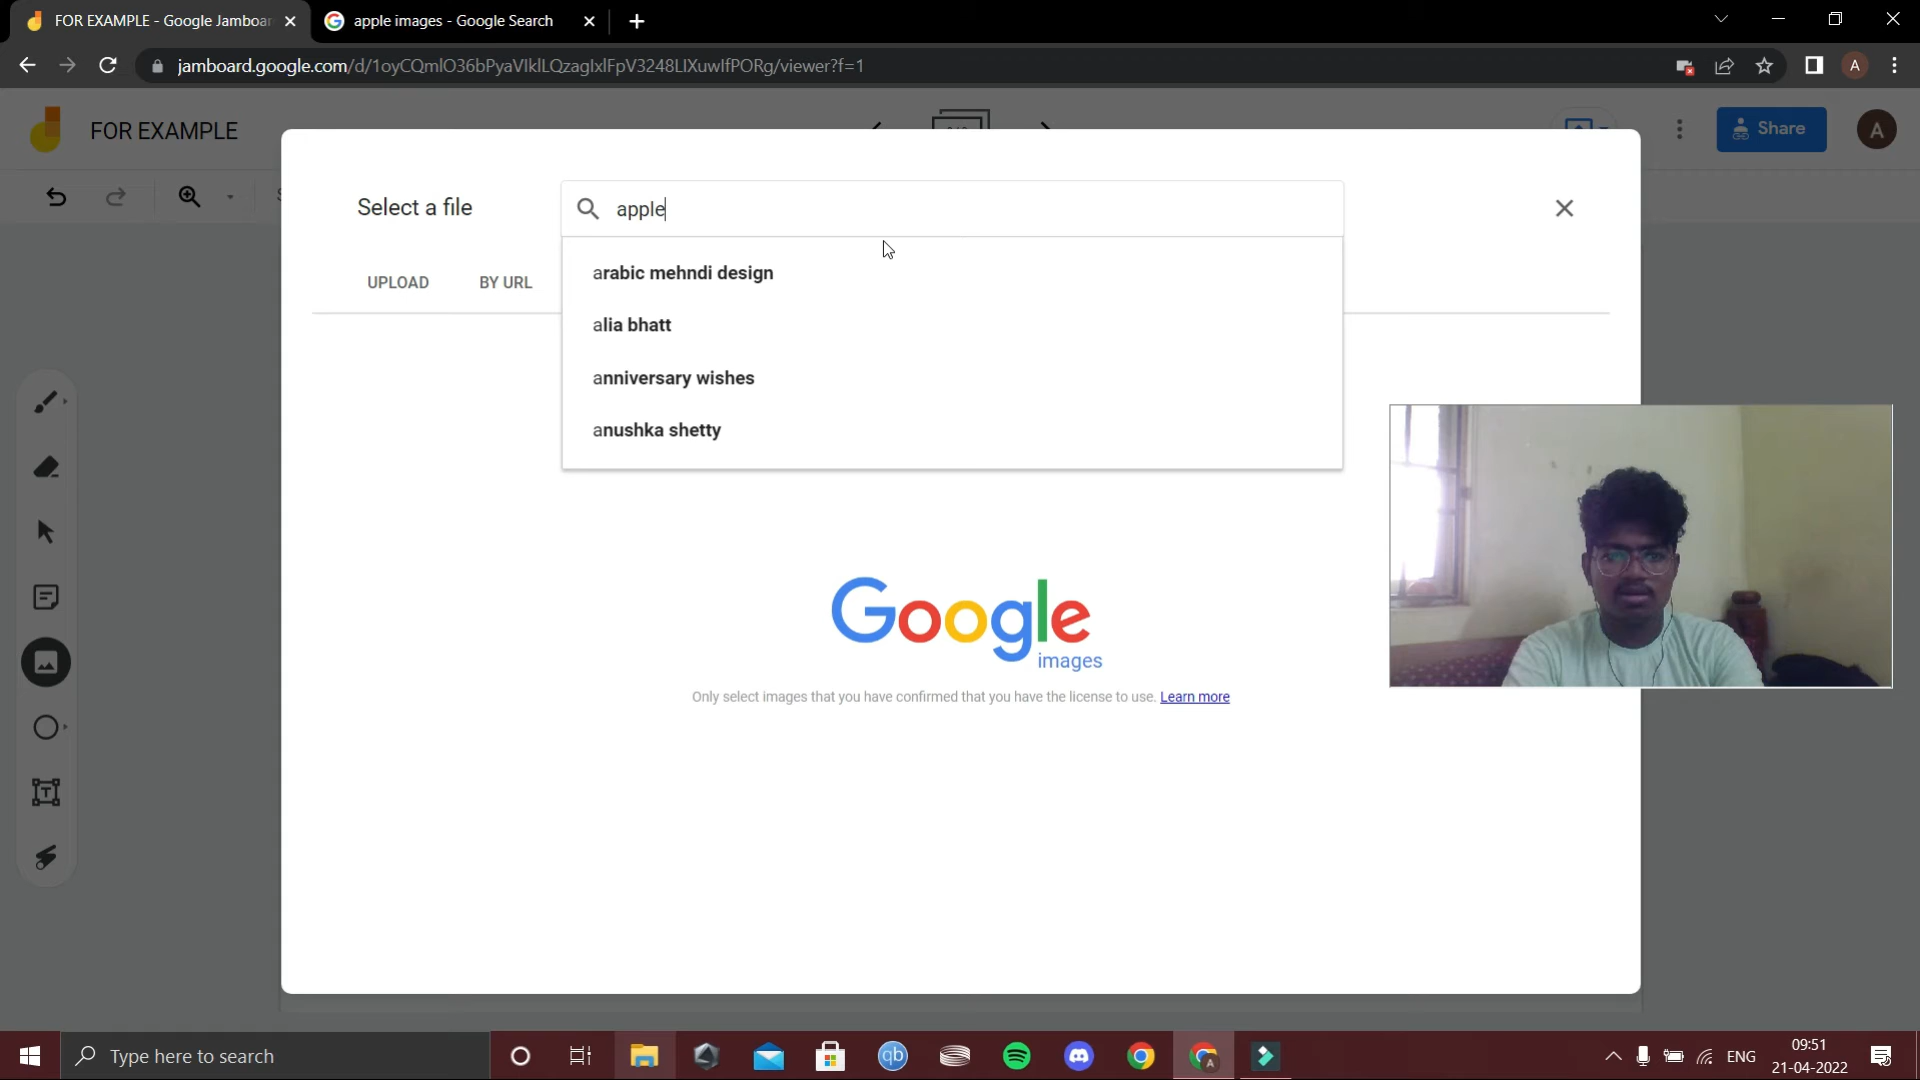 FOR EXAMPLE - Google Jamboar
apple images - Google Search
jamboard.google.com/d/1oyCQmlO36bPyaVIklLQzagIxlFpV3248LIXuwIfPORg/viewer?f=1
A
FOR EXAMPLE
Share
A
Select a file
apple
UPLOAD
BY URL
arabic mehndi design
alia bhatt
anniversary wishes
anushka shetty
Google
images
Only select images that you have confirmed that you have the license to use. Learn more
Type here to search
qb
A
ENG
09:51
21-04-2022